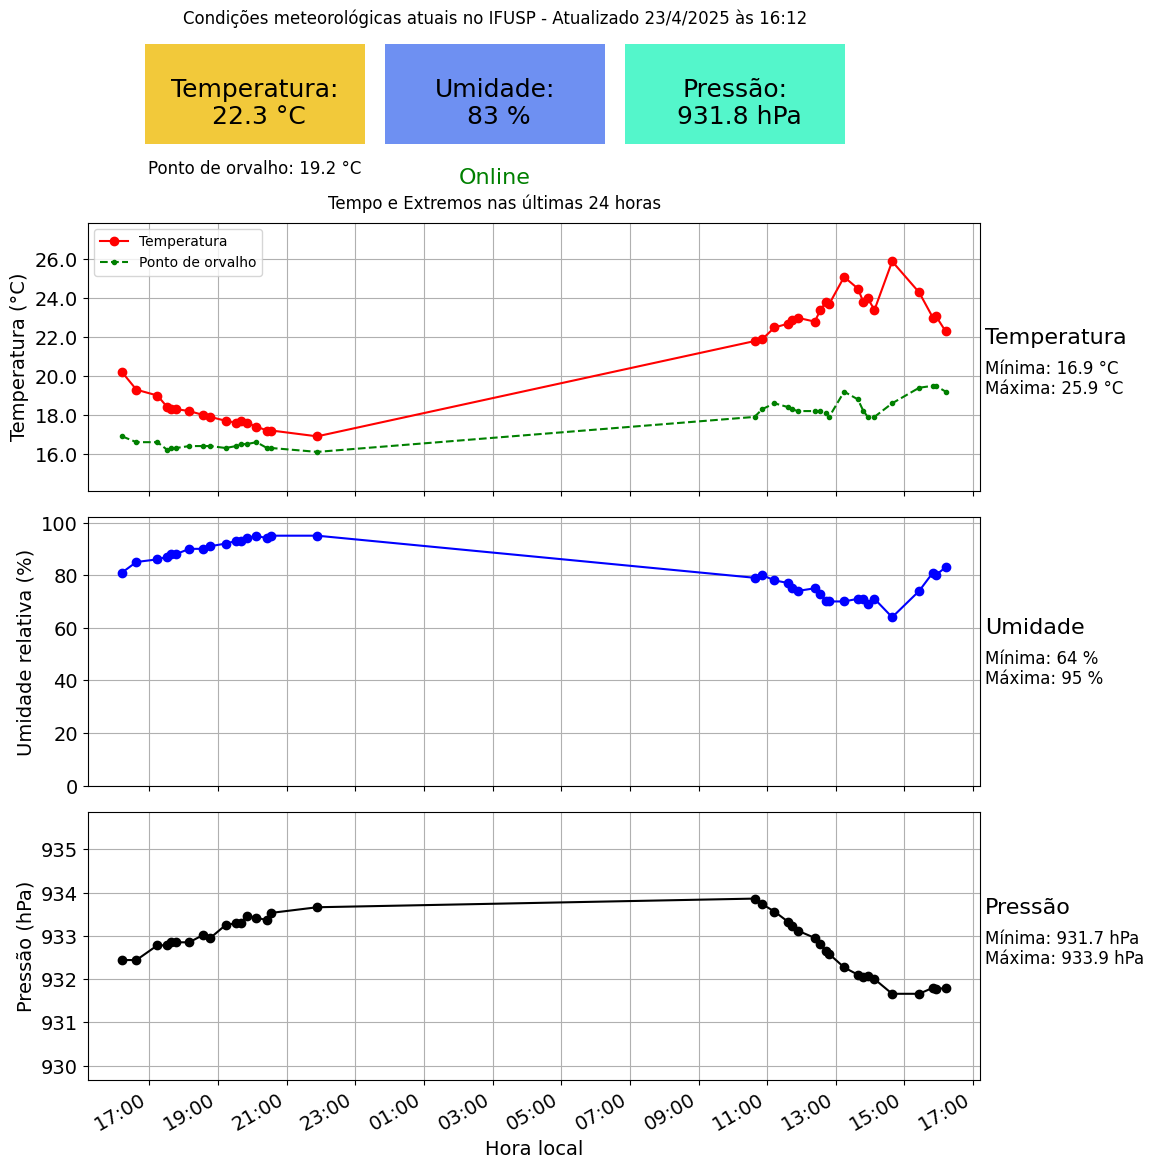 Condições meteorológicas atuais no IFUSP - Atualizado 23/4/2025 às 16:12
Temperatura:
22.3 °C
Umidade:
83 %
Pressão:
931.8 hPa
Ponto de orvalho: 19.2 °C
Online
Tempo e Extremos nas últimas 24 horas
Temperatura
Ponto de orvalho
Temperatura (°C)
26.0
24.0
22.0
20.0
18.0
16.0
Temperatura
Mínima: 16.9 °C
Máxima: 25.9 °C
Umidade relativa (%)
100
80
60
40
20
0
Umidade
Mínima: 64 %
Máxima: 95 %
Pressão (hPa)
935
934
933
932
931
930
Pressão
Mínima: 931.7 hPa
Máxima: 933.9 hPa
17:00 19:00 21:00 23:00 01:00 03:00 05:00 07:00 09:00 11:00 13:00 15:00 17:00
Hora local